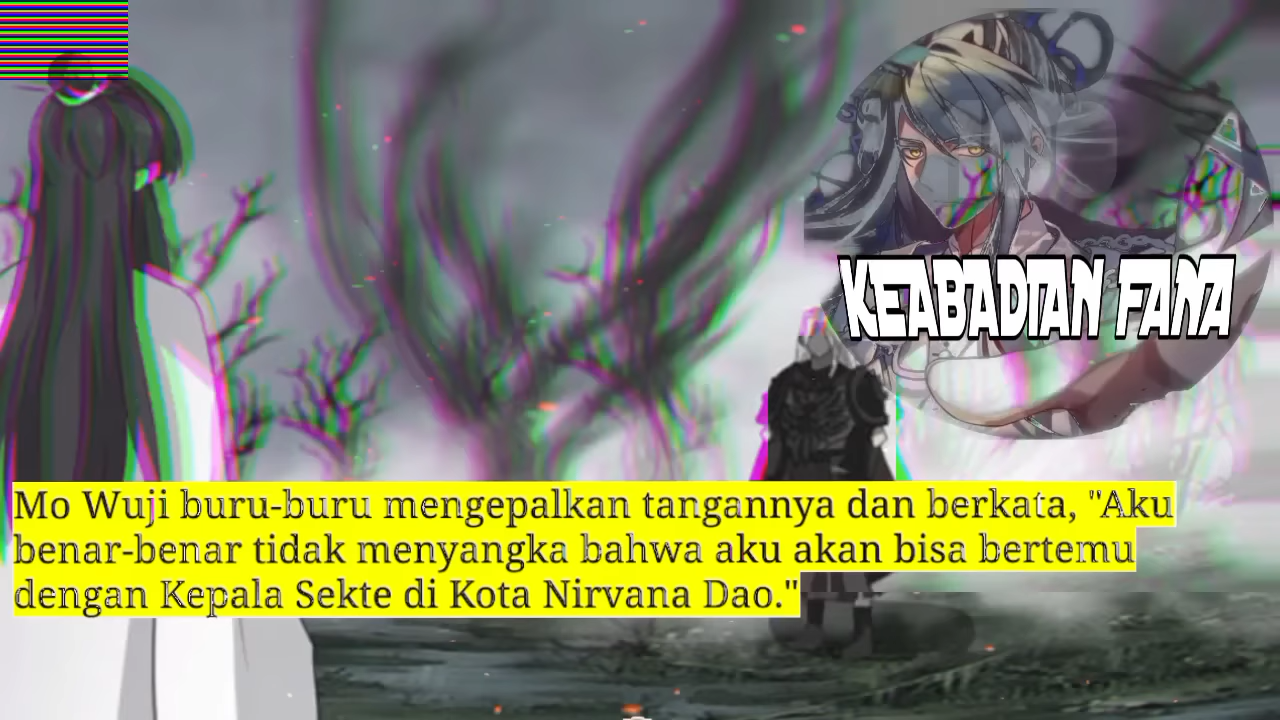 KEABADIAN FANA
Mo Wuji buru-buru mengepalkan tangannya dan berkata, "Aku
benar-benar tidak menyangka bahwa aku akan bisa bertemu
dengan Kepala Sekte di Kota Nirvana Dao."